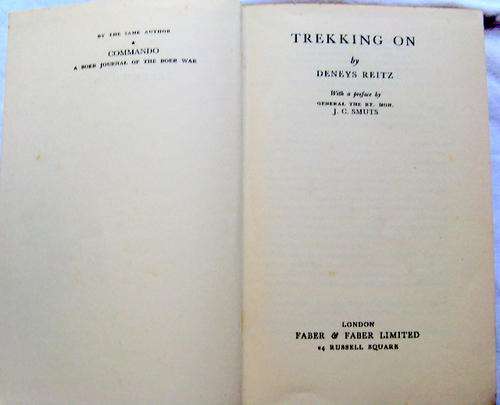 BY THE SAME AUTHOR
★
COMMANDO
A BOER JOURNAL OF THE BOER WAR
TREKKING ON
by
DENEYS REITZ
With a preface by
GENERAL THE RT. HON.
J. C. SMUTS
LONDON
FABER & FABER LIMITED
24 RUSSELL SQUARE